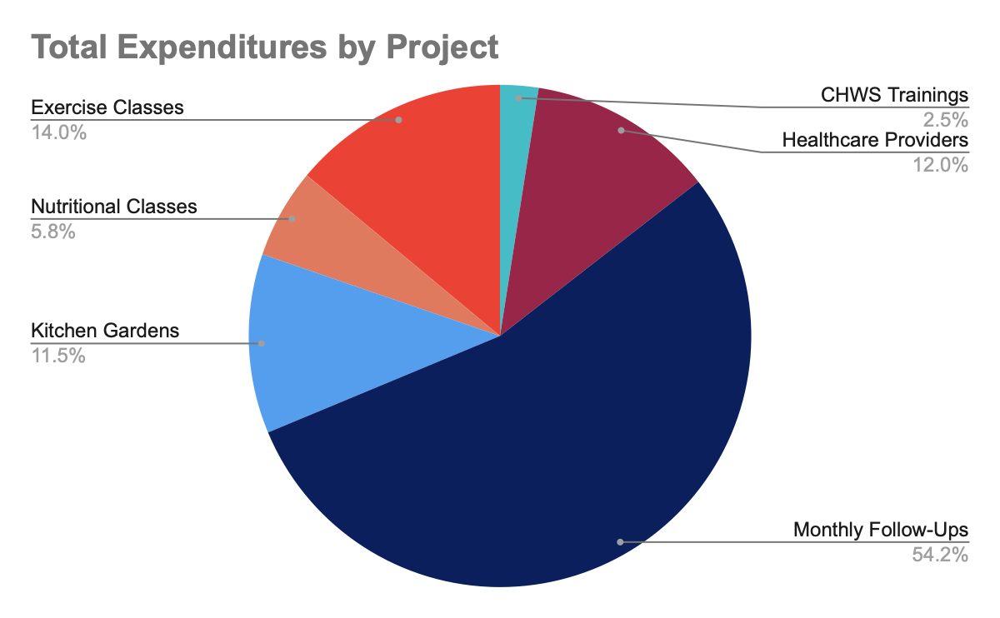 Total Expenditures by Project
Exercise Classes
14.0%
Nutritional Classes
5.8%
Kitchen Gardens
11.5%
CHWS Trainings
2.5%
Healthcare Providers
12.0%
Monthly Follow-Ups
54.2%